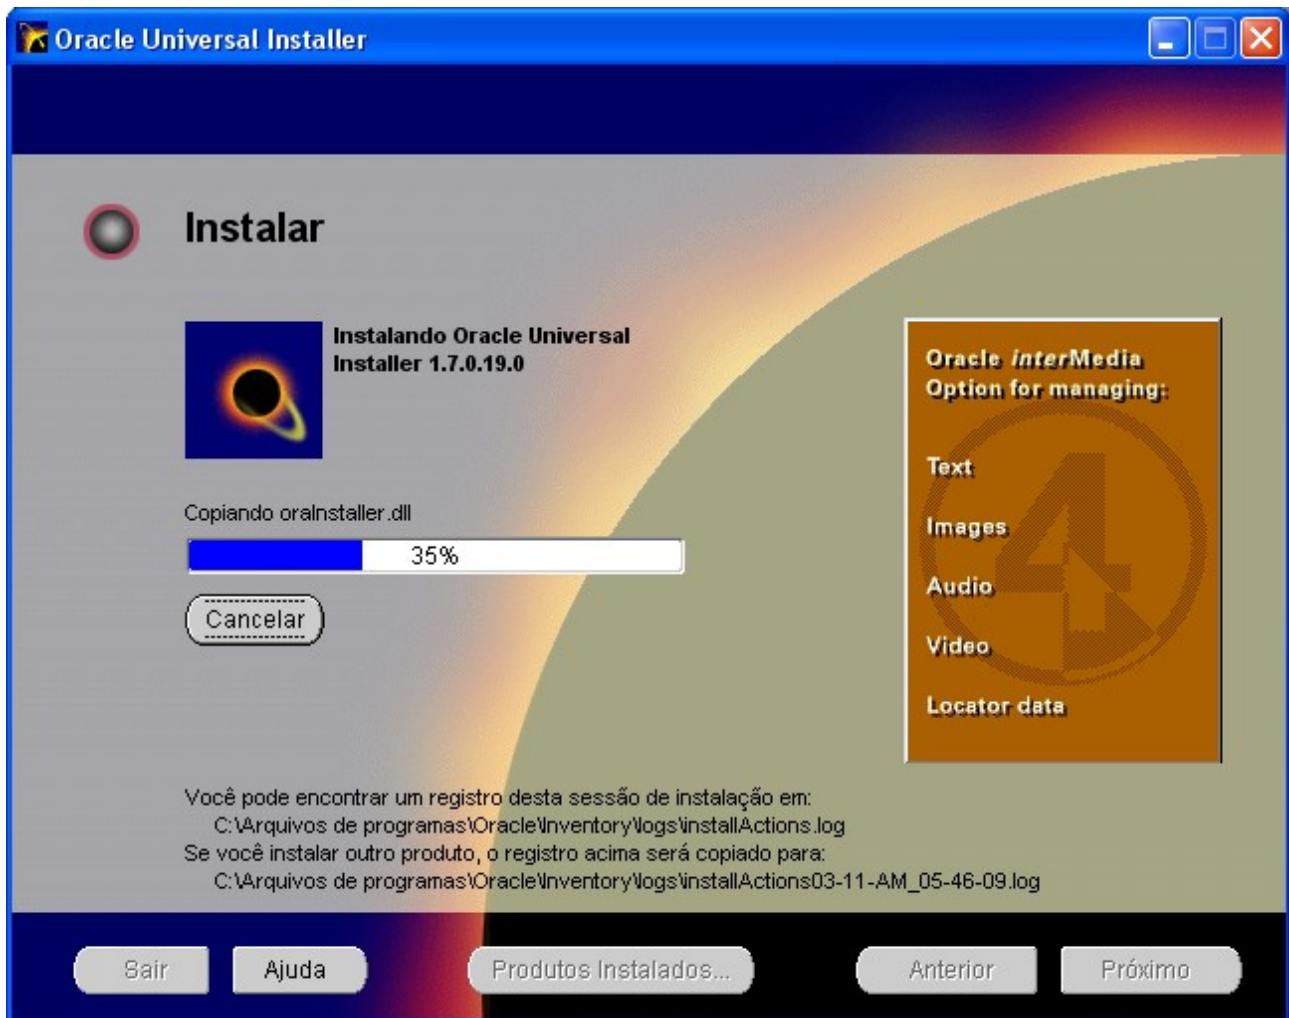 Oracle Universal Installer
Instalar
Instalando Oracle Universal
Installer 1.7.0.19.0
Copiando oraInstaller.dll
35%
Cancelar
Oracle interMedia
Option for managing:
Text
Images
Audio
Video
Locator data
4
Você pode encontrar um registro desta sessão de instalação em:
C:\Arquivos de programas\Oracle\Inventory\logs\installActions.log
Se você instalar outro produto, o registro acima será copiado para:
C:\Arquivos de programas\Oracle\Inventory\logs\installActions03-11-AM_05-46-09.log
Sair
Ajuda
Produtos Instalados...
Anterior
Próximo